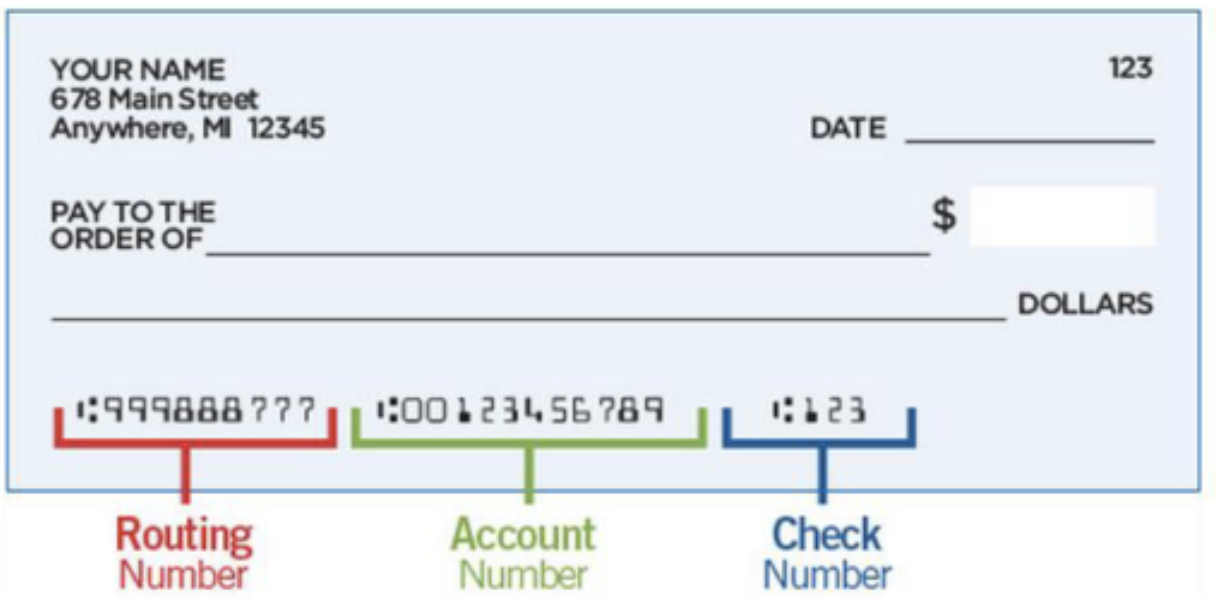 YOUR NAME
123
678 Main Street
Anywhere, MI 12345
DATE
PAY TO THE
ORDER OF
$
DOLLARS
⑆999888777 ⑆00123456789 ⑆123
Routing
Number
Account
Number
Check
Number